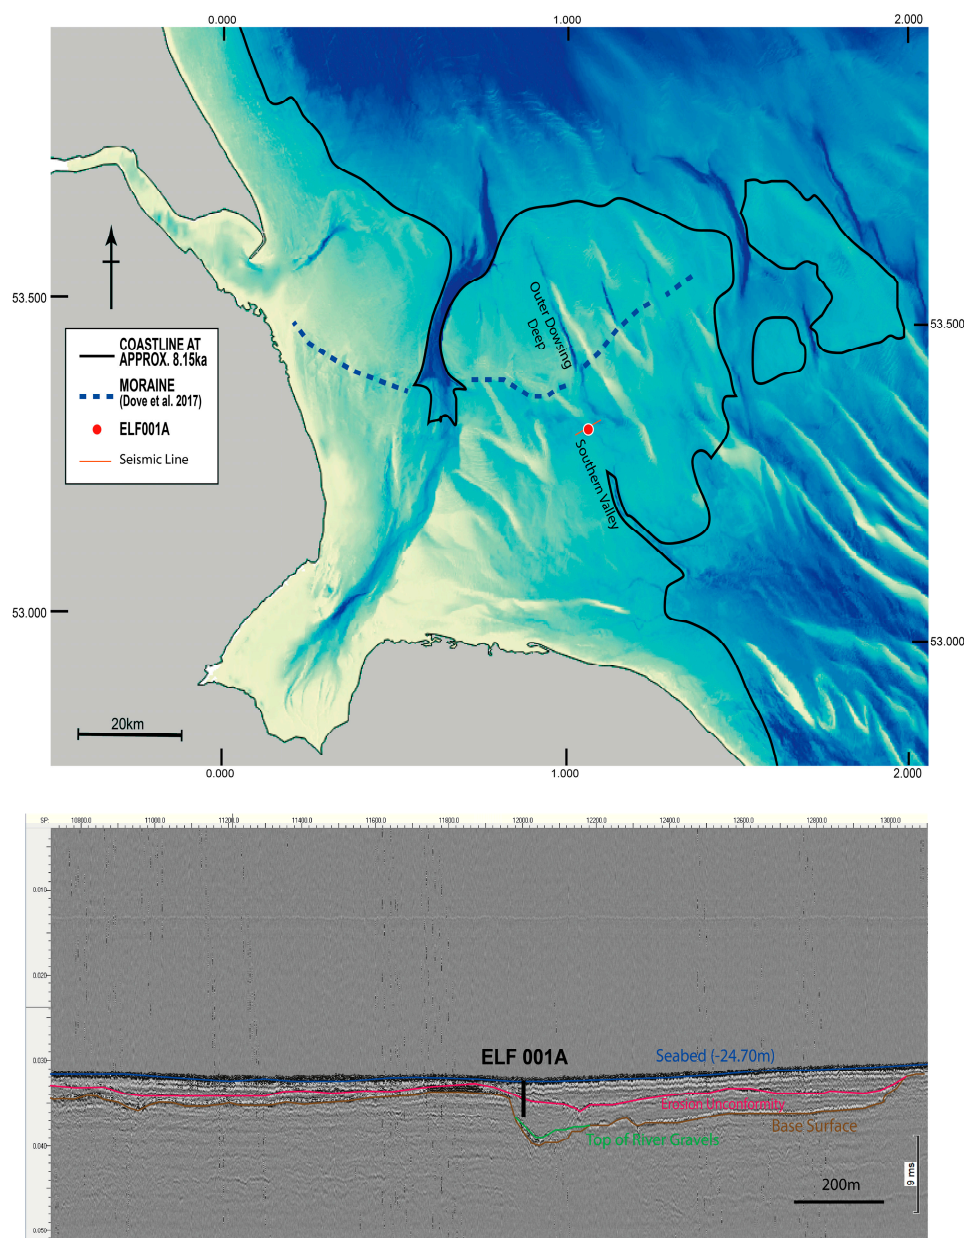 0.000
1.000
2.000
53.500
53.500
Outer Dowsing
Deep
COASTLINE AT
APPROX. 8.15ka
MORAINE
(Dove et al. 2017)
ELF001A
Seismic Line
Southern Valley
53.000
53.000
20km
0.000
1.000
2.000
SP:
10800.0
11000.0
11200.0
11400.0
11600.0
11800.0
12000.0
12200.0
12400.0
12600.0
12800.0
13000.0
0.010
0.020
0.030
ELF 001A
Seabed (-24.70m)
Erosion Unconformity
Base Surface
0.040
Top of River Gravels
9 ms
200m
0.050